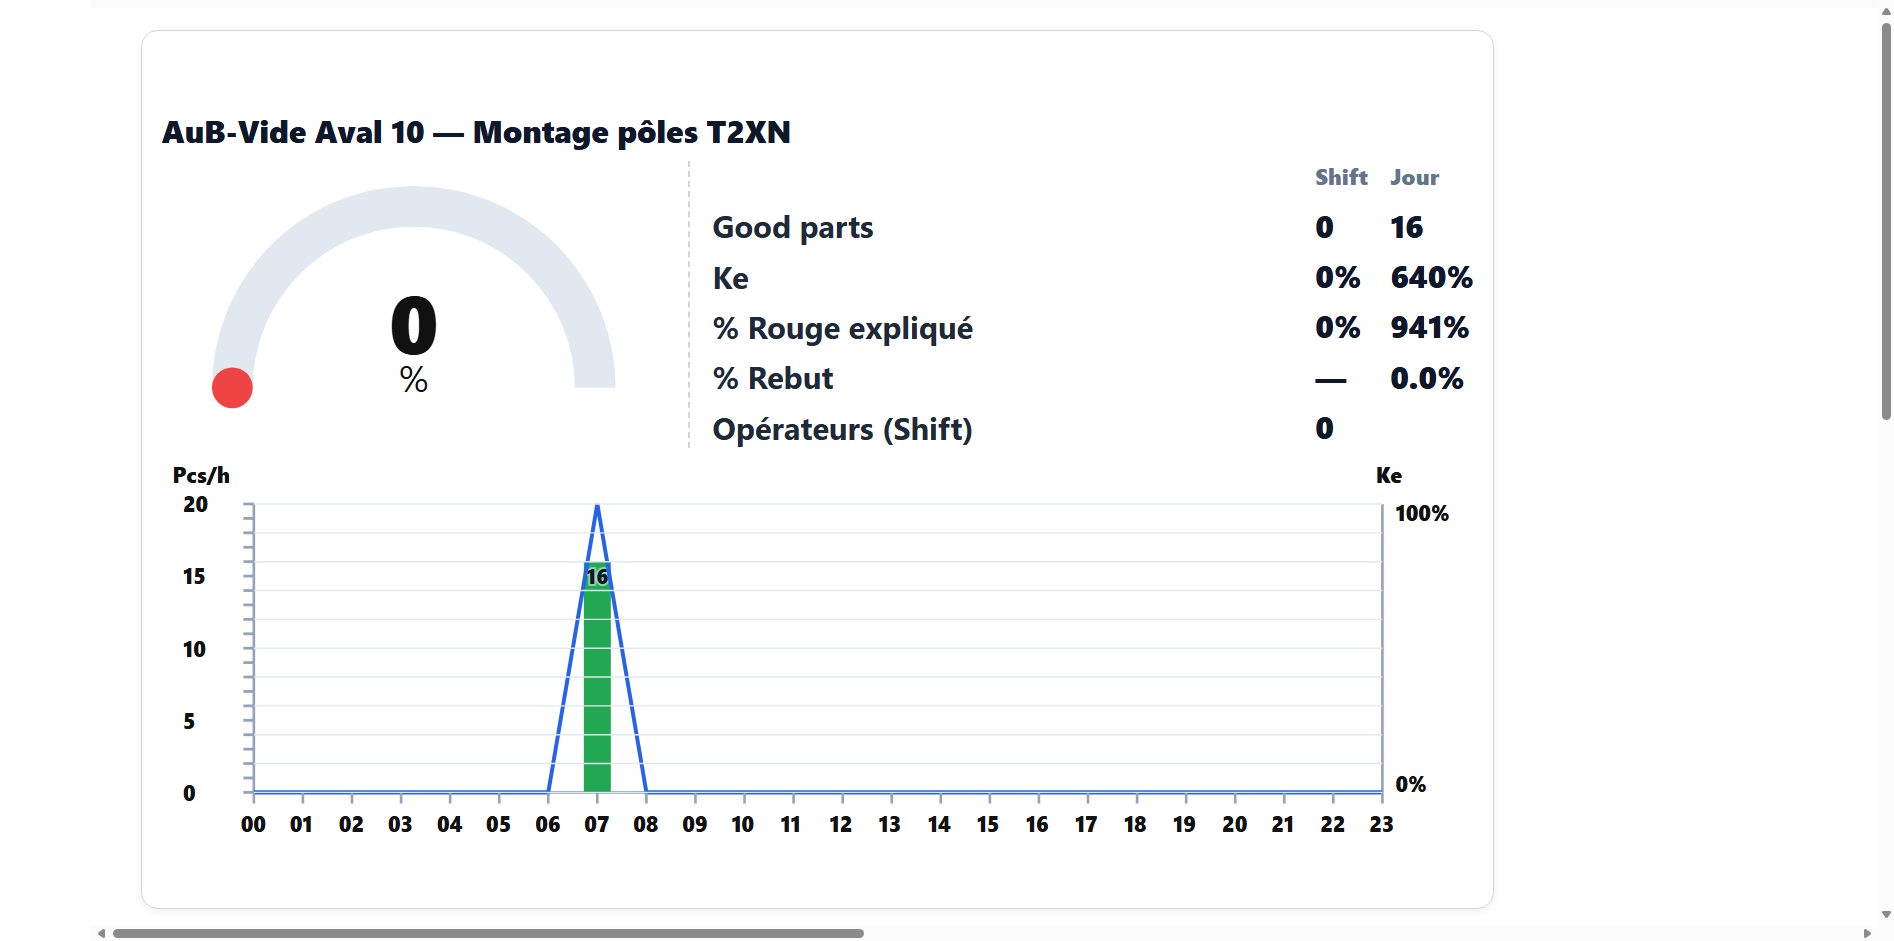 AuB-Vide Aval 10 — Montage pôles T2XN
Shift Jour
Good parts 0 16
Ke 0% 640%
% Rouge expliqué 0% 941%
% Rebut — 0.0%
Opérateurs (Shift) 0
0
%
Pcs/h Ke
20 100%
15
16
10
5
0 0%
00 01 02 03 04 05 06 07 08 09 10 11 12 13 14 15 16 17 18 19 20 21 22 23